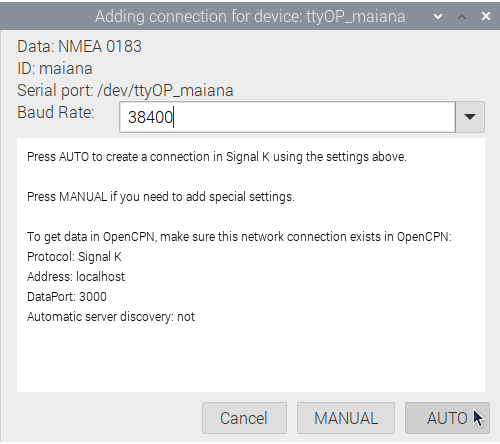 Adding connection for device: ttyOP_maiana
Data: NMEA 0183
ID: maiana
Serial port: /dev/ttyOP_maiana
Baud Rate: 38400
Press AUTO to create a connection in Signal K using the settings above.
Press MANUAL if you need to add special settings.
To get data in OpenCPN, make sure this network connection exists in OpenCPN:
Protocol: Signal K
Address: localhost
DataPort: 3000
Automatic server discovery: not
Cancel MANUAL AUTO